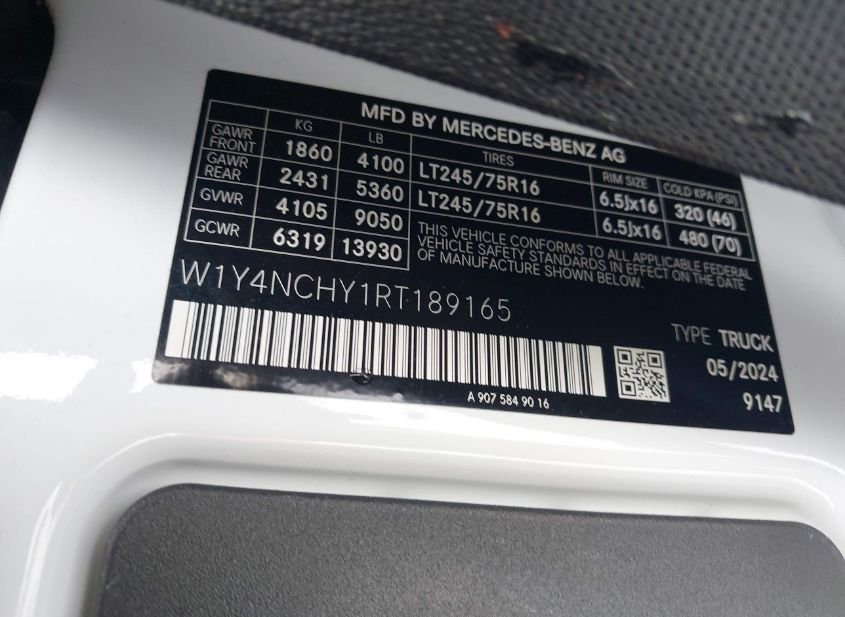 MFD BY MERCEDES-BENZ AG
KG LB TIRES RIM SIZE COLD KPA (PSI)
GAWR FRONT 1860 4100 LT245/75R16 6.5Jx16 320 (46)
GAWR REAR 2431 5360 LT245/75R16 6.5Jx16 480 (70)
GVWR 4105 9050
GCWR 6319 13930
THIS VEHICLE CONFORMS TO ALL APPLICABLE FEDERAL
VEHICLE SAFETY STANDARDS IN EFFECT ON THE DATE
OF MANUFACTURE SHOWN BELOW.
W1Y4NCHY1RT189165
TYPE TRUCK
05/2024
9147
A 907 584 90 16